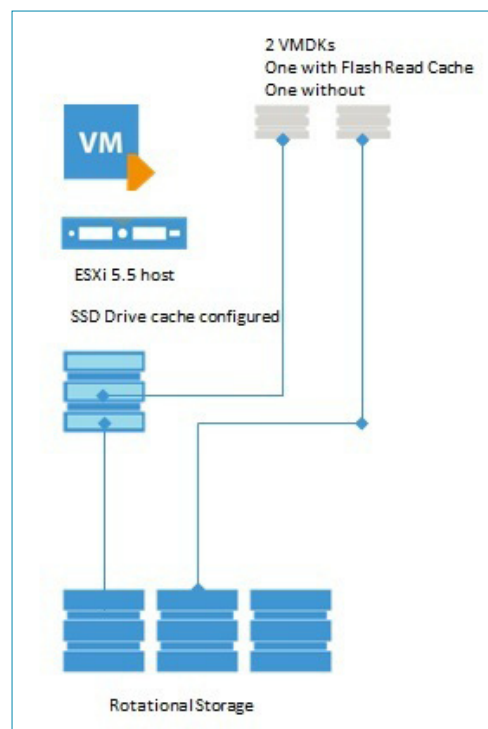 2 VMDKs
One with Flash Read Cache
One without
VM
ESXi 5.5 host
SSD Drive cache configured
Rotational Storage